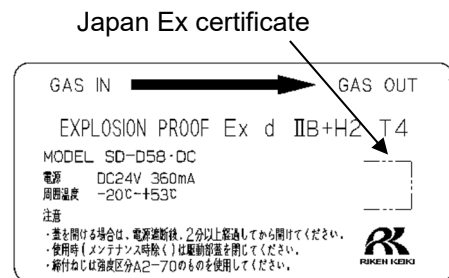 Japan Ex certificate
GAS IN GAS OUT
EXPLOSION PROOF Ex d ⅡB+H2 T4
MODEL SD-D58・DC
電源 DC24V 360mA
周囲温度 -20℃-+53℃
注意
・蓋を開ける場合は、電源遮断後、2分以上経過してから開けてください。
・使用時(メンテナンス時除く)は駆動部蓋を閉じてください。
・締付ねじは強度区分A2-70のものを使用してください。
RIKEN KEIKI